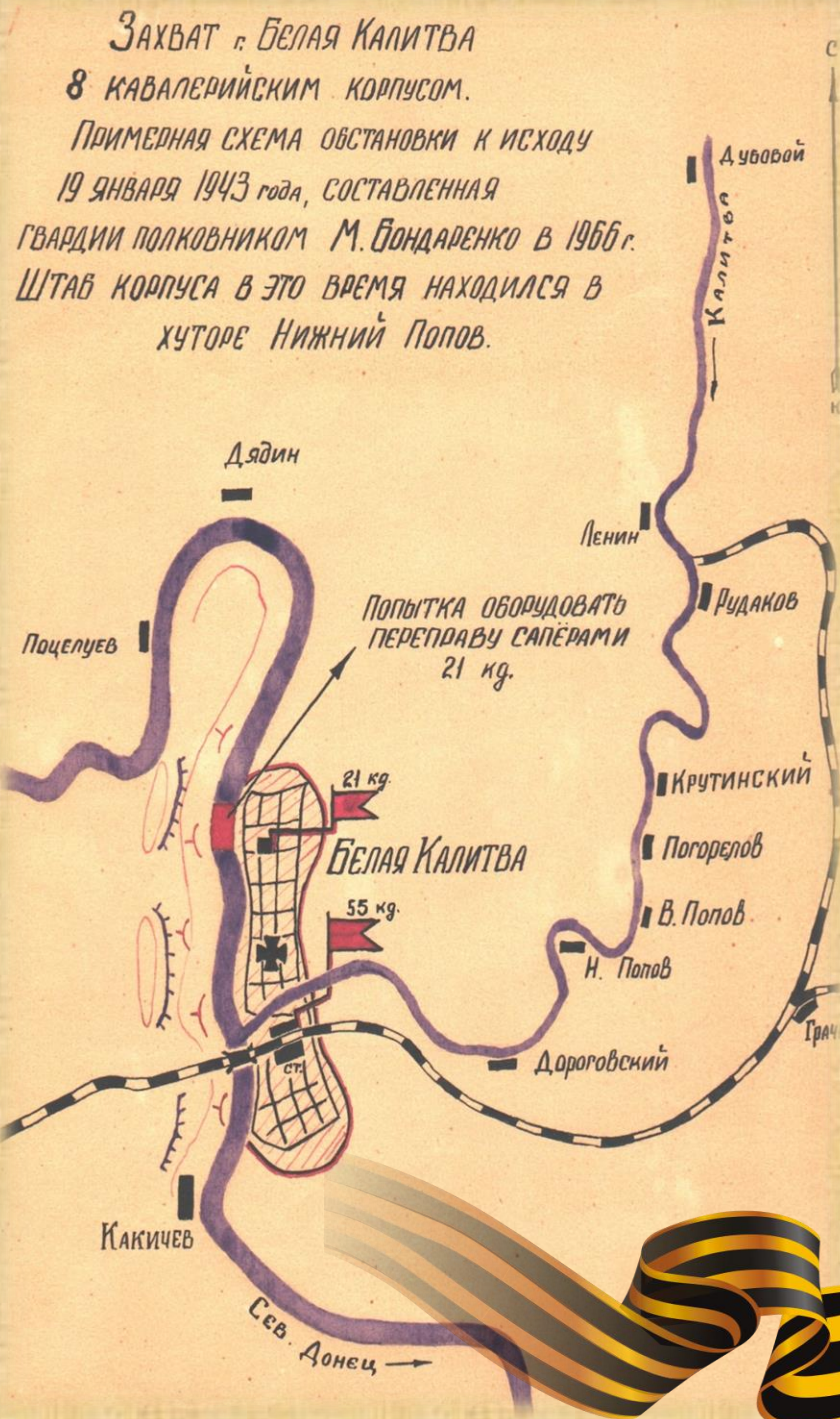 Захват г. Белая Калитва
8 кавалерийским корпусом.
Примерная схема обстановки к исходу
19 января 1943 года, составленная
гвардии полковником М. Бондаренко в 1966 г.
Штаб корпуса в это время находился в
хуторе Нижний Попов.
С
Дубовой
Калитва
Дядин
Ленин
Рудаков
Поцелуев
Попытка оборудовать
переправу сапёрами
21 кд.
21 кд.
Крутинский
Белая Калитва
Погорелов
55 кд.
В. Попов
Н. Попов
Дороговский
ст.
Какичев
Сев. Донец